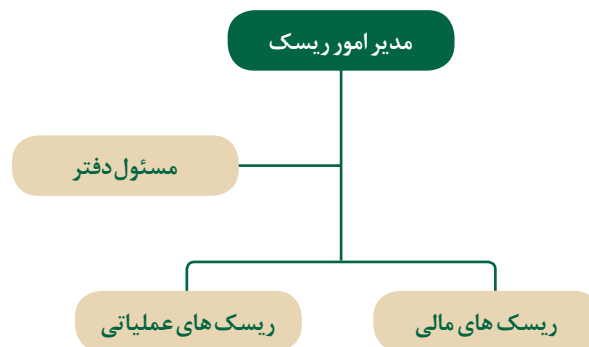 مدیر امور ریسک
مسئول دفتر
ریسک های مالی
ریسک های عملیاتی